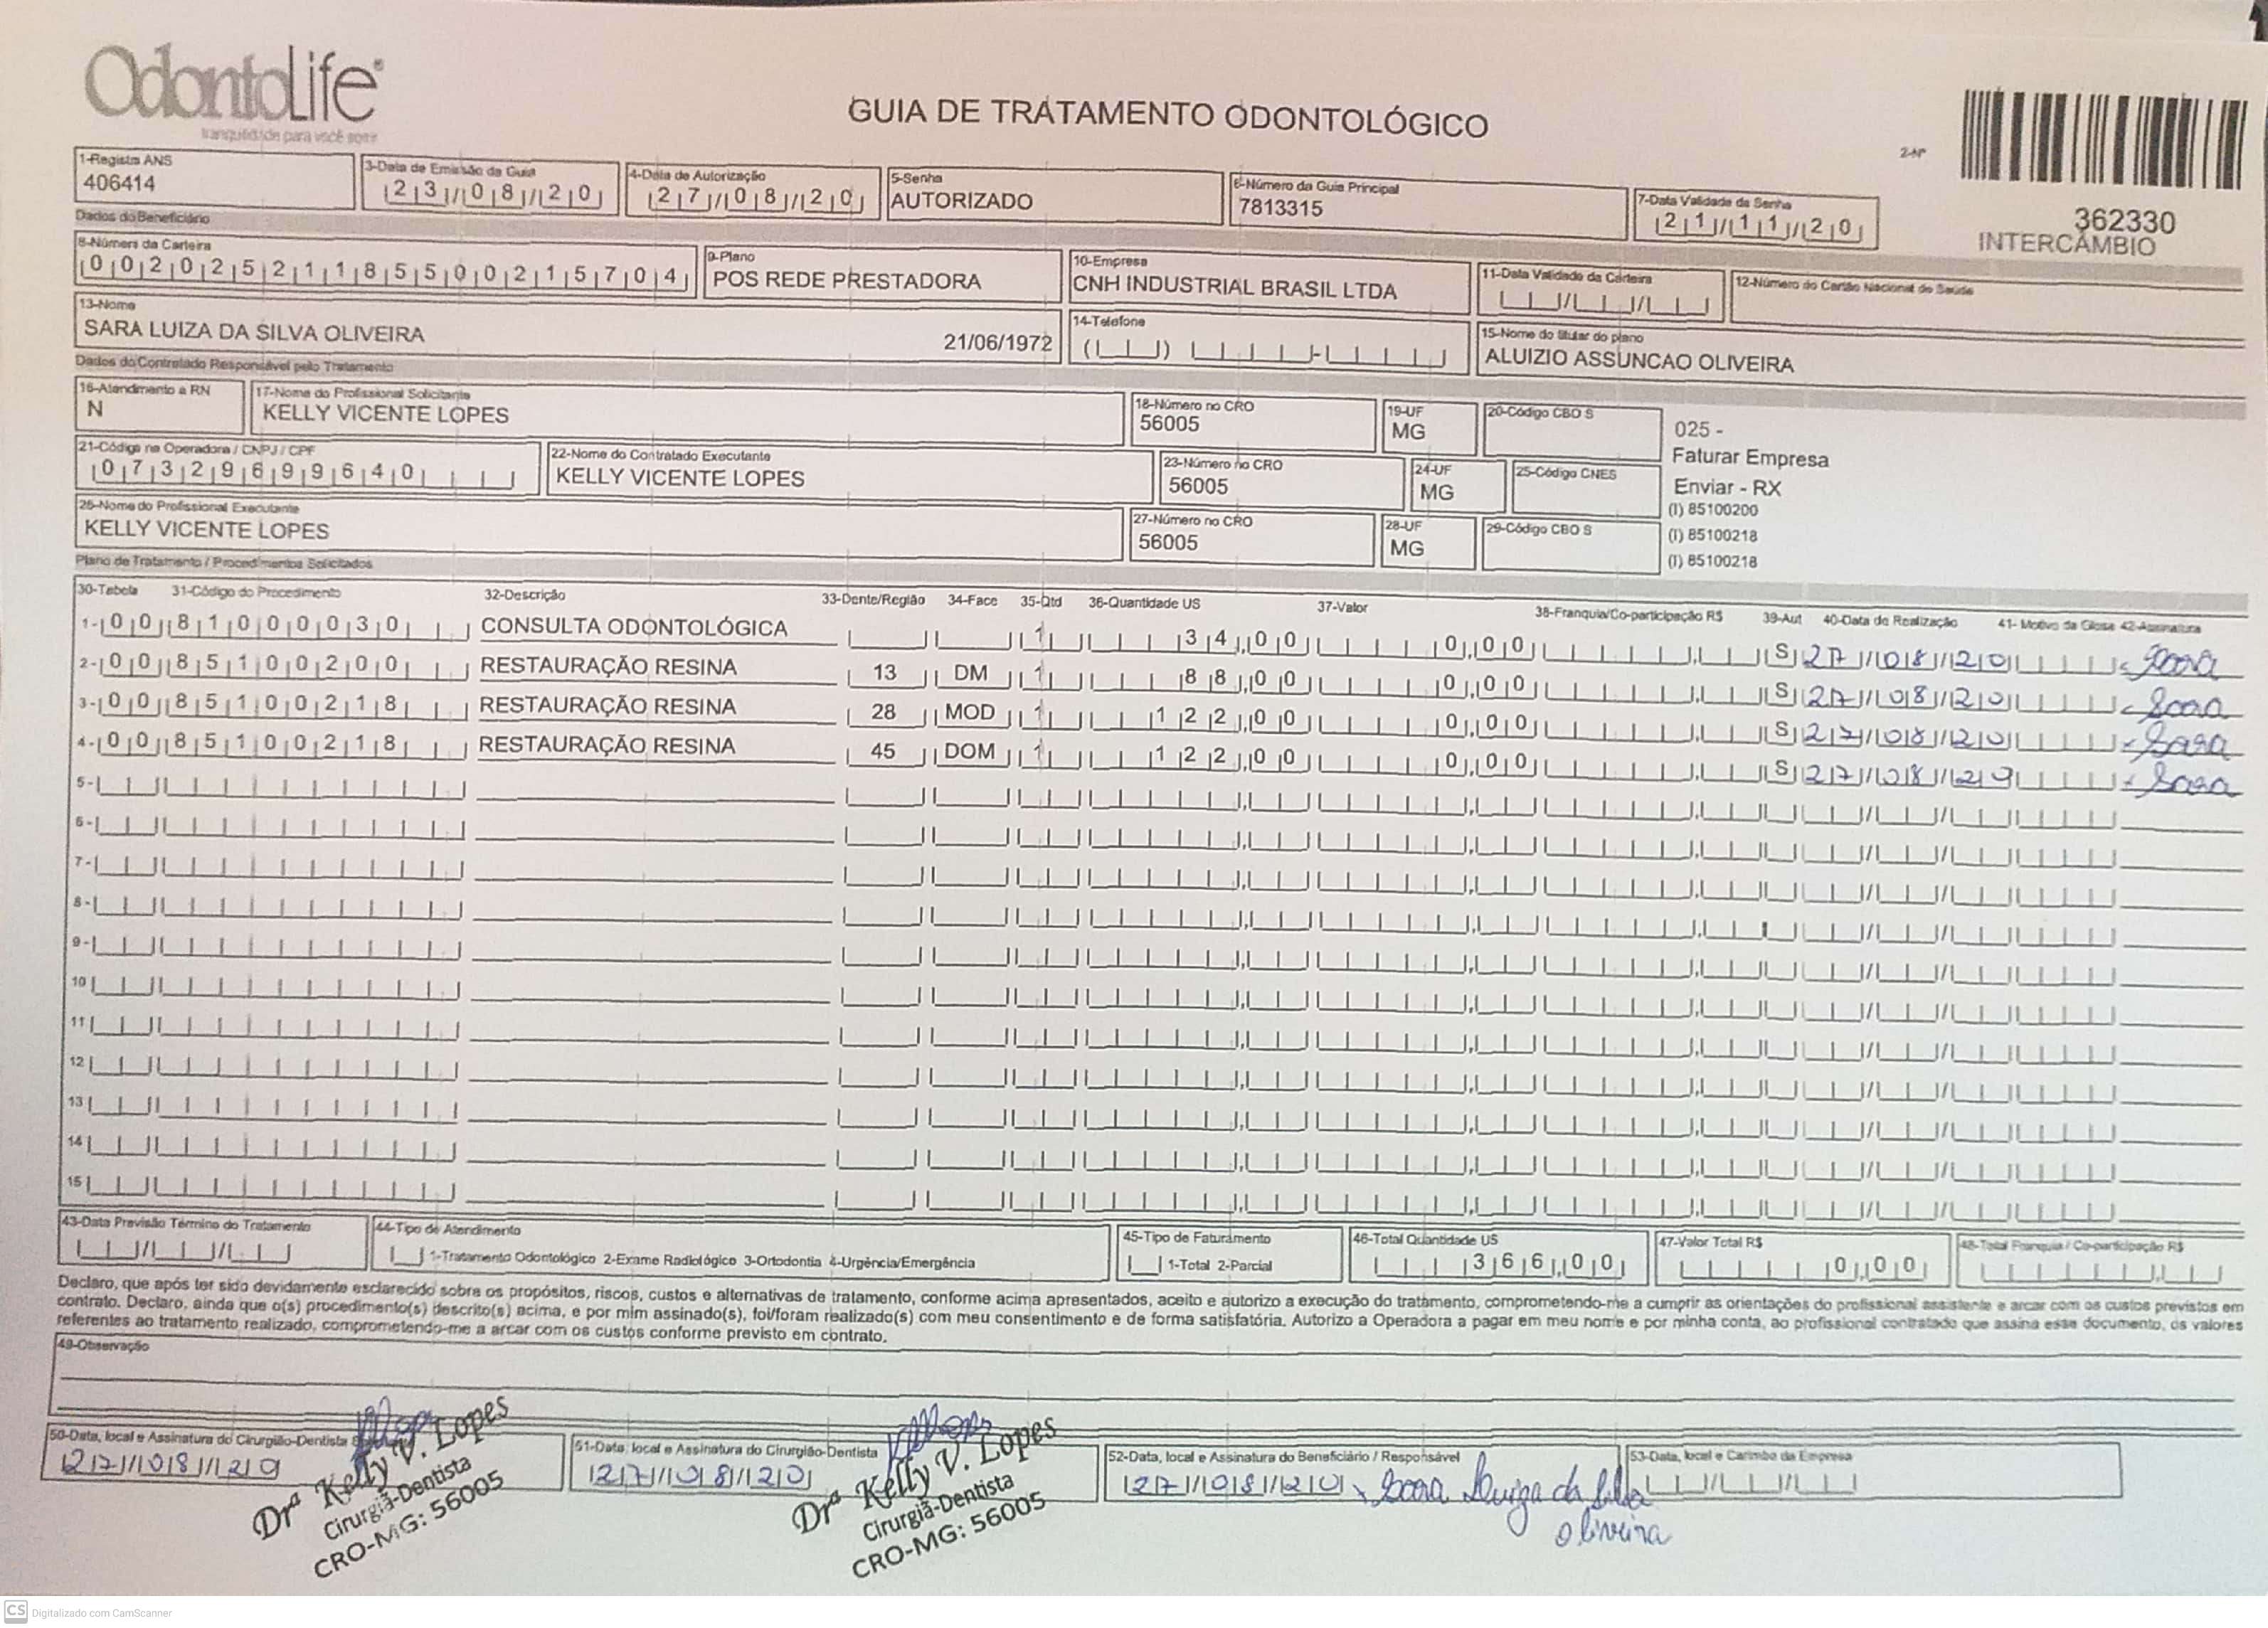 OdontoLife®
tranquilidade para você sorrir
GUIA DE TRATAMENTO ODONTOLÓGICO
2-Nº
362330
INTERCÂMBIO
1-Registro ANS
406414
3-Data de Emissão da Guia
23/08/20
4-Data de Autorização
27/08/20
5-Senha
AUTORIZADO
6-Número da Guia Principal
7813315
7-Data Validade da Senha
21/11/20
Dados do Beneficiário
8-Número da Carteira
00202521185500215704
9-Plano
POS REDE PRESTADORA
10-Empresa
CNH INDUSTRIAL BRASIL LTDA
11-Data Validade da Carteira
12-Número do Cartão Nacional de Saúde
13-Nome
SARA LUIZA DA SILVA OLIVEIRA 21/06/1972
14-Telefone
15-Nome do titular do plano
ALUIZIO ASSUNCAO OLIVEIRA
Dados do Contratado Responsável pelo Tratamento
16-Atendimento a RN
N
17-Nome do Profissional Solicitante
KELLY VICENTE LOPES
18-Número no CRO
56005
19-UF
MG
20-Código CBO S
21-Código na Operadora / CNPJ / CPF
07329699640
22-Nome do Contratado Executante
KELLY VICENTE LOPES
23-Número no CRO
56005
24-UF
MG
25-Código CNES
26-Nome do Profissional Executante
KELLY VICENTE LOPES
27-Número no CRO
56005
28-UF
MG
29-Código CBO S
025 -
Faturar Empresa
Enviar - RX
(I) 85100200
(I) 85100218
(I) 85100218
Plano de Tratamento / Procedimentos Solicitados
30-Tabela 31-Código do Procedimento 32-Descrição 33-Dente/Região 34-Face 35-Qtd 36-Quantidade US 37-Valor 38-Franquia/Co-participação R$ 39-Aut 40-Data de Realização 41- Motivo da Glosa 42-Assinatura
1- 00 81000030 CONSULTA ODONTOLÓGICA 1 34,00 0,00 S 27/08/20 Sara
2- 00 85100200 RESTAURAÇÃO RESINA 13 DM 1 88,00 0,00 S 27/08/20 Sara
3- 00 85100218 RESTAURAÇÃO RESINA 28 MOD 1 122,00 0,00 S 27/08/20 Sara
4- 00 85100218 RESTAURAÇÃO RESINA 45 DOM 1 122,00 0,00 S 27/08/20 Sara
5-
6-
7-
8-
9-
10
11
12
13
14
15
43-Data Previsão Término do Tratamento
44-Tipo de Atendimento
1-Tratamento Odontológico 2-Exame Radiológico 3-Ortodontia 4-Urgência/Emergência
45-Tipo de Faturamento
1-Total 2-Parcial
46-Total Quantidade US
366,00
47-Valor Total R$
0,00
48-Total Franquia / Co-participação R$
Declaro, que após ter sido devidamente esclarecido sobre os propósitos, riscos, custos e alternativas de tratamento, conforme acima apresentados, aceito e autorizo a execução do tratamento, comprometendo-me a cumprir as orientações do profissional assistente e arcar com os custos previstos em
contrato. Declaro, ainda que o(s) procedimento(s) descrito(s) acima, e por mim assinado(s), foi/foram realizado(s) com meu consentimento e de forma satisfatória. Autorizo a Operadora a pagar em meu nome e por minha conta, ao profissional contratado que assina esse documento, os valores
referentes ao tratamento realizado, comprometendo-me a arcar com os custos conforme previsto em contrato.
49-Observação
50-Data, local e Assinatura do Cirurgião-Dentista
27/08/20
Drª Kelly V. Lopes
Cirurgiã-Dentista
CRO-MG: 56005
51-Data, local e Assinatura do Cirurgião-Dentista
27/08/20
Drª Kelly V. Lopes
Cirurgiã-Dentista
CRO-MG: 56005
52-Data, local e Assinatura do Beneficiário / Responsável
27/08/20 x Sara Luiza da Silva
Oliveira
53-Data, local e Carimbo da Empresa
CS Digitalizado com CamScanner